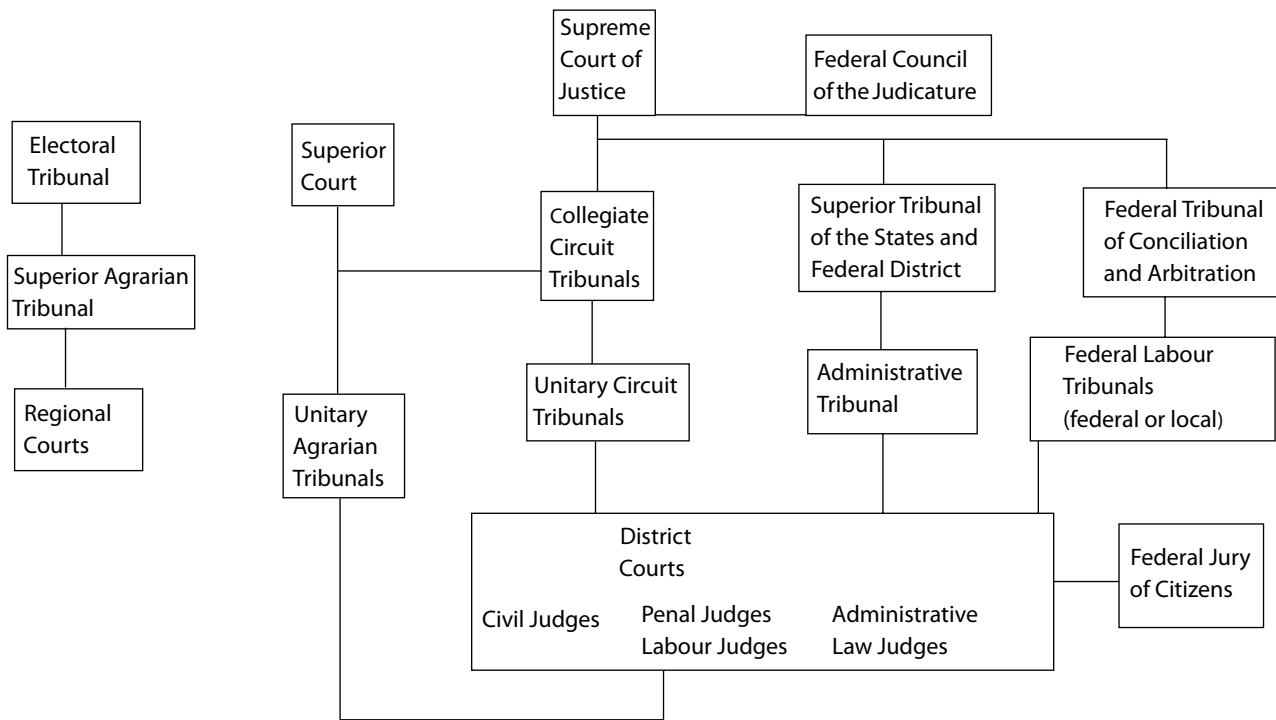 Supreme
Court of
Justice
Federal Council
of the Judicature
Electoral
Tribunal
Superior
Court
Collegiate
Circuit
Tribunals
Superior Tribunal
of the States and
Federal District
Federal Tribunal
of Conciliation
and Arbitration
Superior Agrarian
Tribunal
Regional
Courts
Unitary
Agrarian
Tribunals
Unitary Circuit
Tribunals
Administrative
Tribunal
Federal Labour
Tribunals
(federal or local)
District
Courts
Civil Judges
Penal Judges
Labour Judges
Administrative
Law Judges
Federal Jury
of Citizens